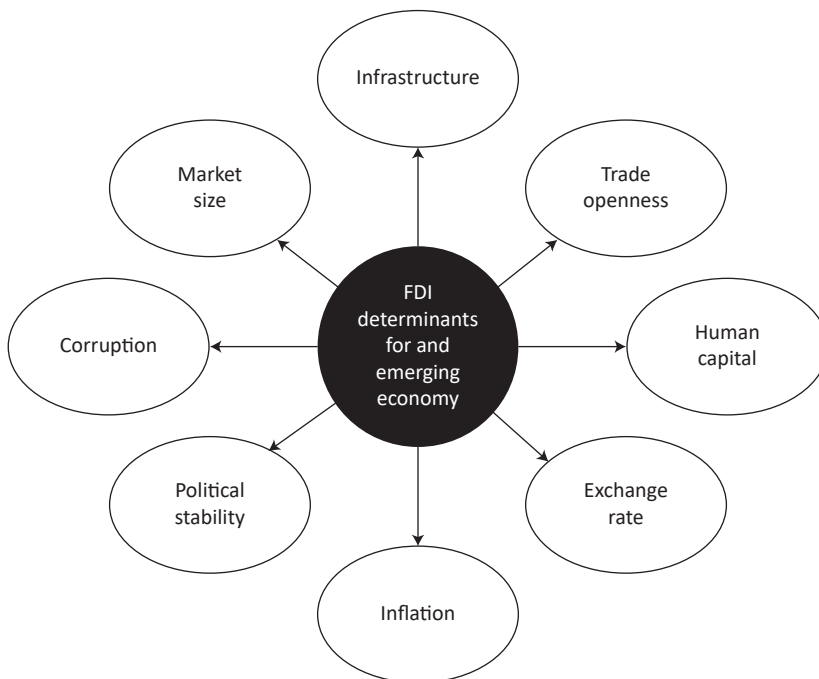 Infrastructure
Market
size
Trade
openness
FDI
determinants
for and
emerging
economy
Corruption
Human
capital
Political
stability
Exchange
rate
Inflation